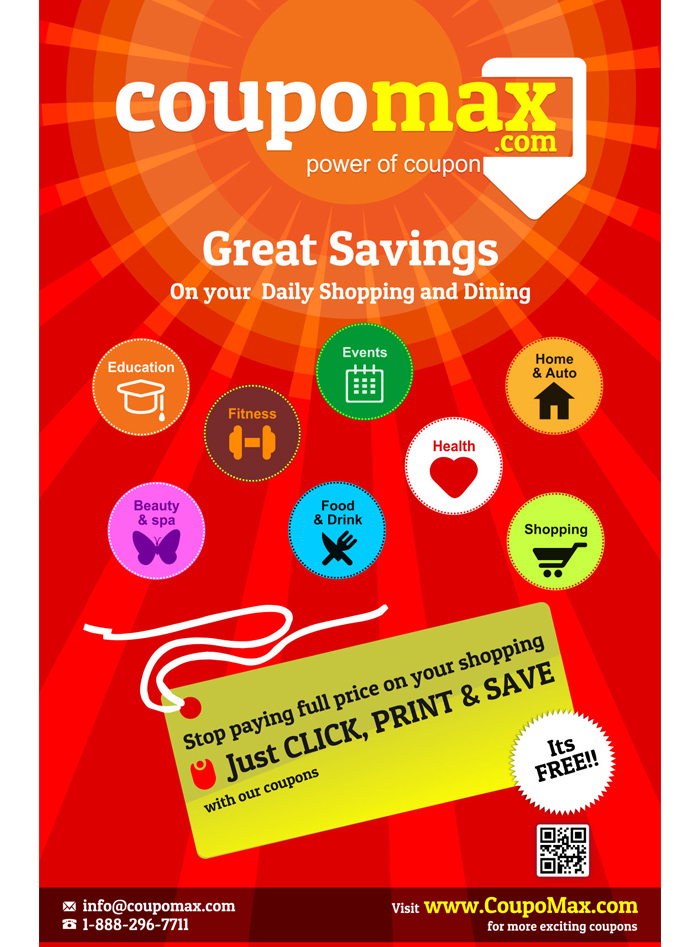 coupomax
.com
power of coupon
Great Savings
On your Daily Shopping and Dining
Education
Events
Home
& Auto
Fitness
Health
Beauty
& spa
Food
& Drink
Shopping
Stop paying full price on your shopping
Just CLICK, PRINT & SAVE
with our coupons
Its
FREE!!
info@coupomax.com
1-888-296-7711
Visit www.CoupoMax.com
for more exciting coupons